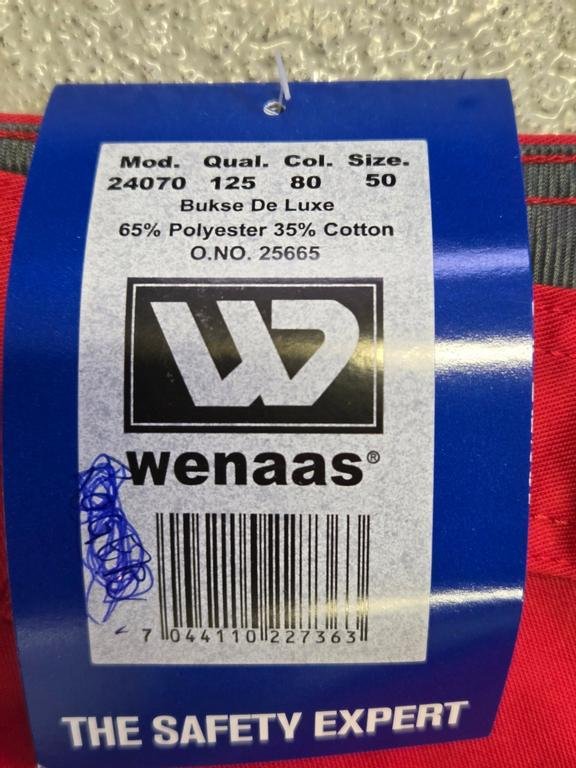 Mod. Qual. Col. Size.
24070 125 80 50
Bukse De Luxe
65% Polyester 35% Cotton
O.NO. 25665
wenaas®
7 044110 227363
THE SAFETY EXPERT